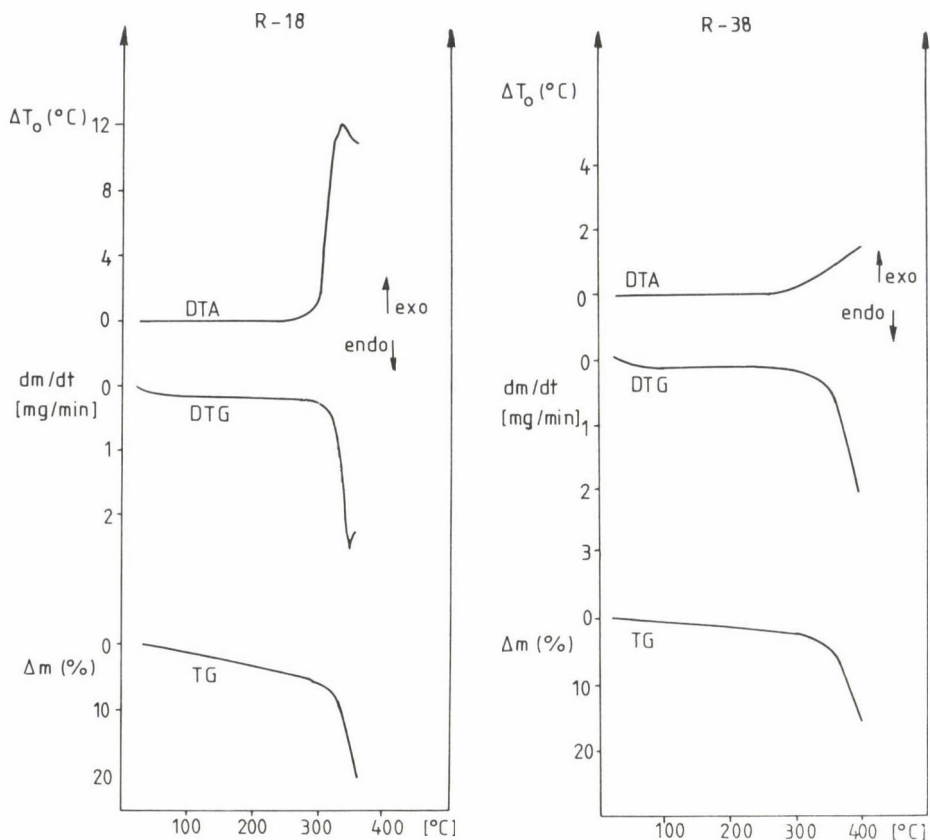 R-18
ΔT₀ (°C)
12
8
4
0
DTA
exo
endo
dm/dt
[mg/min]
0
1
2
DTG
Δm (%)
0
10
20
TG
100
200
300
400
[°C]
R-38
ΔT₀ (°C)
4
2
0
DTA
exo
endo
dm/dt
[mg/min]
0
1
2
3
DTG
Δm (%)
0
10
20
TG
100
200
300
400
[°C]